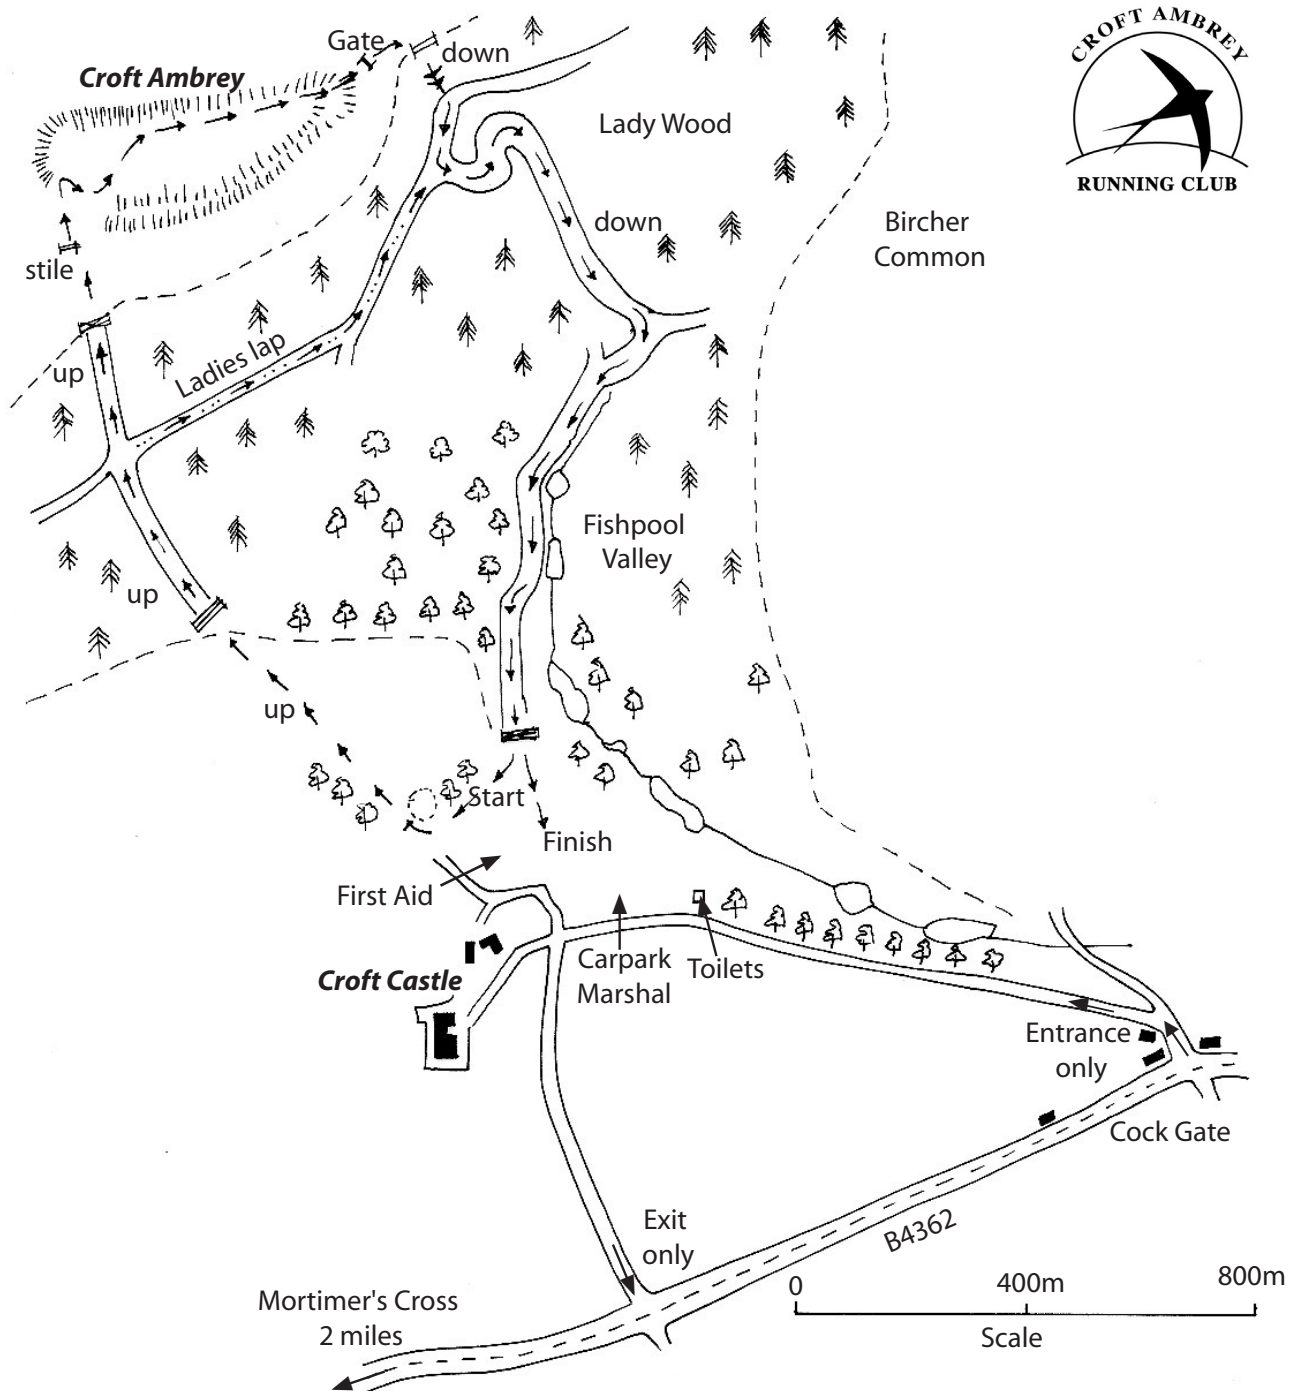 CROFT AMBREY
RUNNING CLUB
Gate
down
Croft Ambrey
Lady Wood
down
Bircher
Common
stile
up
Ladies lap
Fishpool
Valley
up
up
Start
Finish
First Aid
Carpark
Marshal
Toilets
Croft Castle
Entrance
only
Cock Gate
Exit
only
B4362
Mortimer's Cross
2 miles
0
400m
800m
Scale